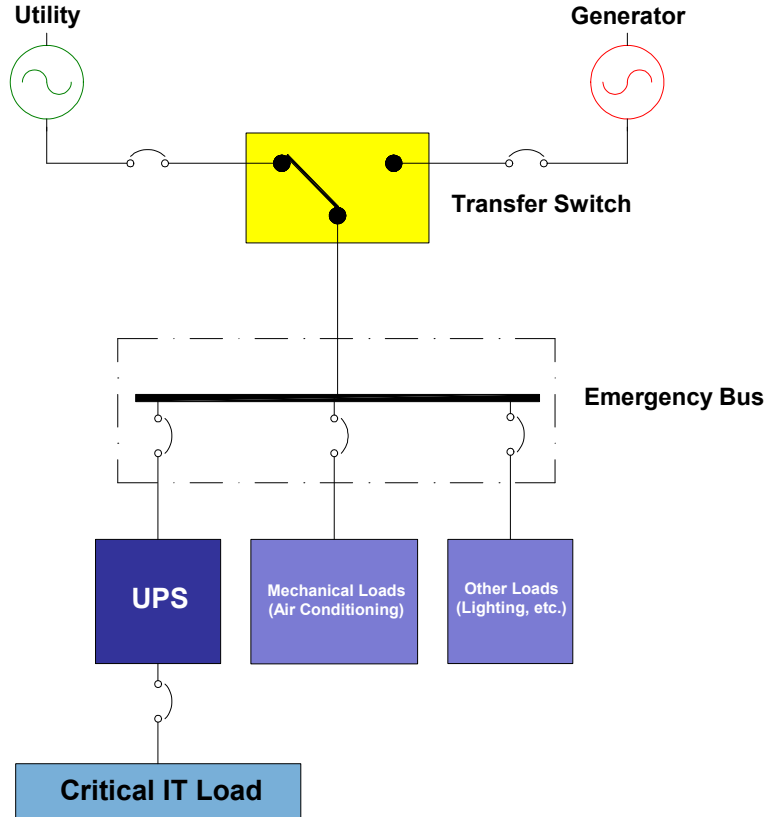 Utility
Generator
Transfer Switch
Emergency Bus
UPS
Mechanical Loads
(Air Conditioning)
Other Loads
(Lighting, etc.)
Critical IT Load